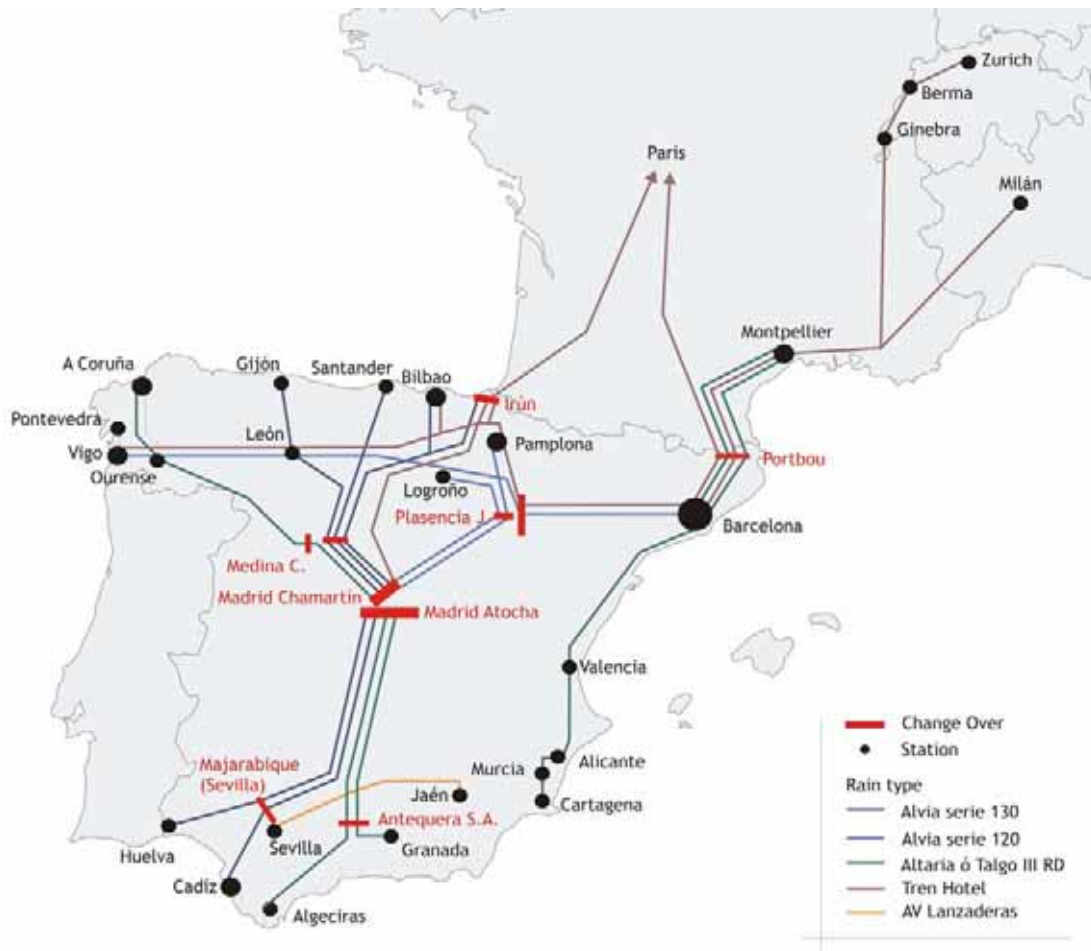 Zurich
Berma
Ginebra
Paris
Milán
Montpellier
A Coruña
Gijón
Santander
Bilbao
Irún
Pontevedra
León
Pamplona
Vigo
Ourense
Logroño
Portbou
Plasencia J.
Barcelona
Medina C.
Madrid Chamartín
Madrid Atocha
Valencia
Majarabique
(Sevilla)
Murcia
Alicante
Jaén
Cartagena
Antequera S.A.
Huelva
Sevilla
Granada
Cadíz
Algeciras
Change Over
Station
Rain type
Alvia serie 130
Alvia serie 120
Altaria ó Talgo III RD
Tren Hotel
AV Lanzaderas